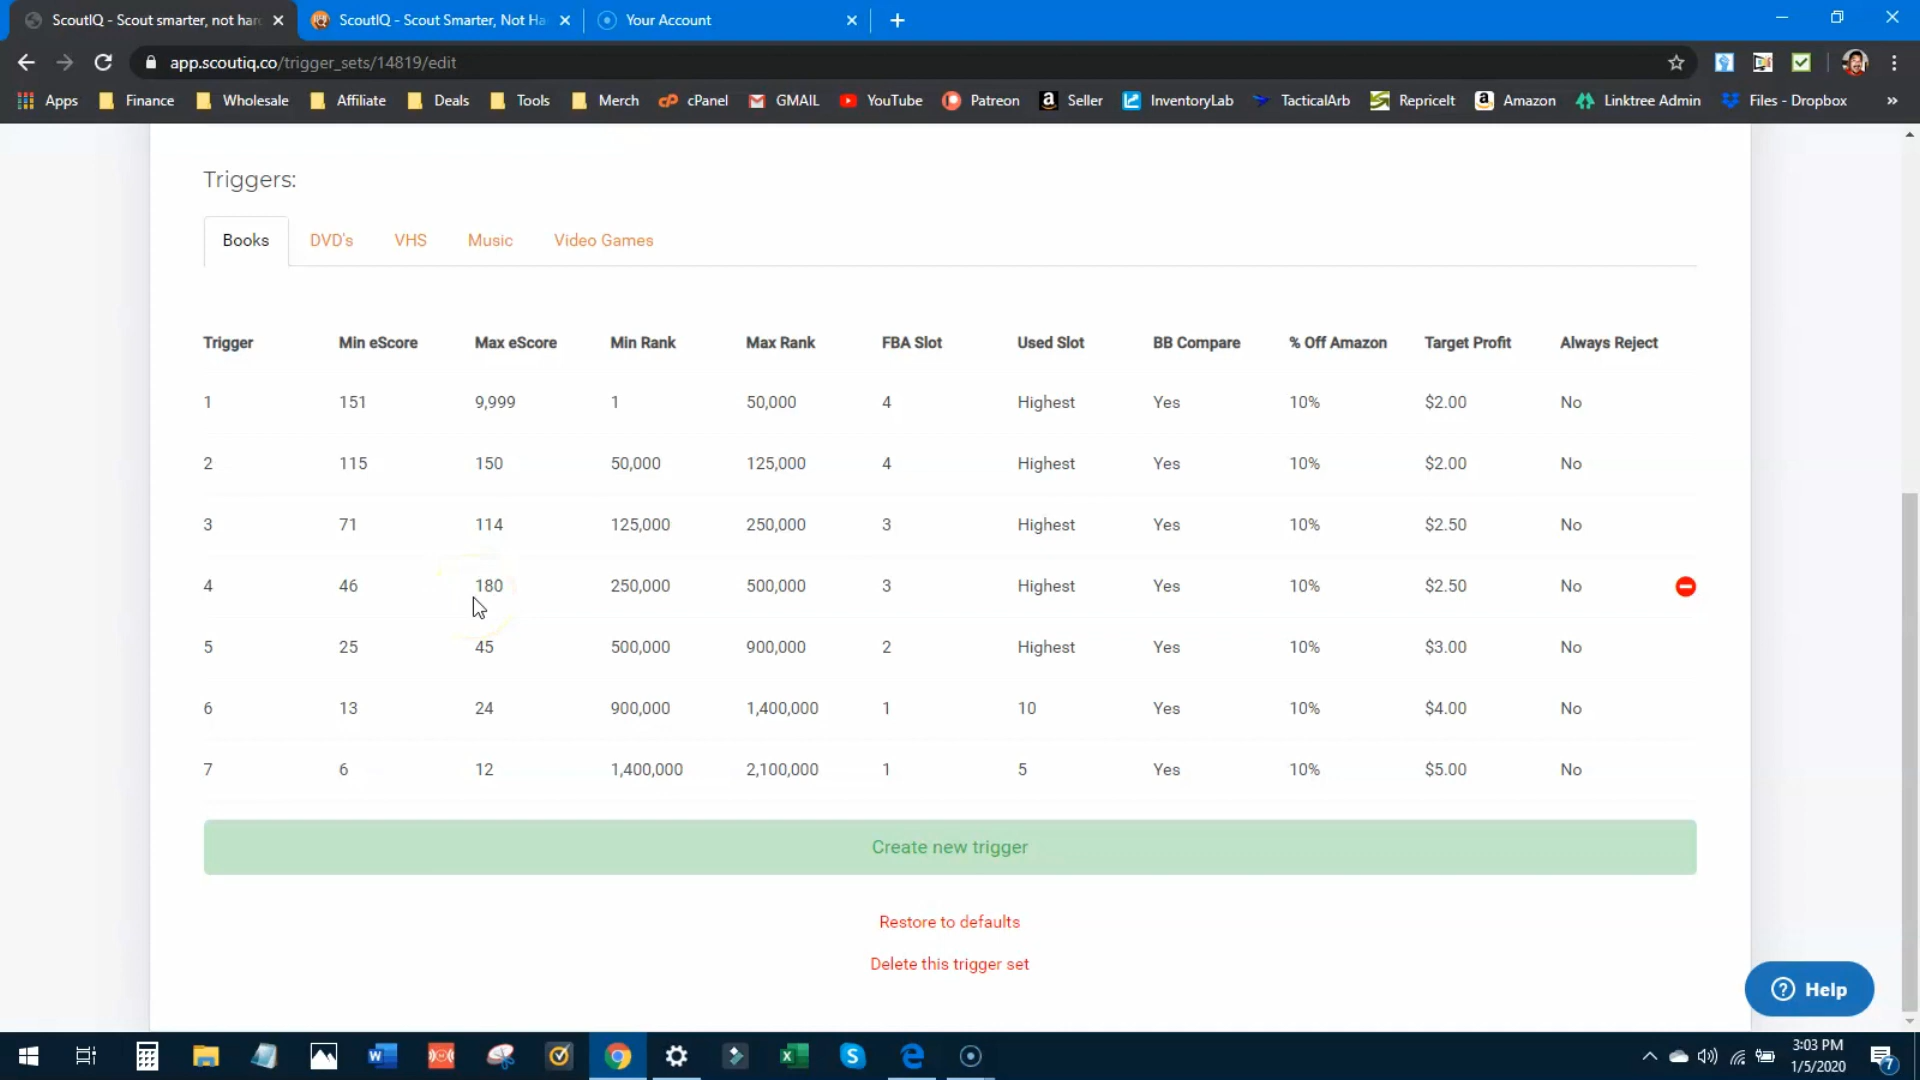 ScoutIQ - Scout smarter, not hard
ScoutIQ - Scout Smarter, Not Ha
Your Account
app.scoutiq.co/trigger_sets/14819/edit
Apps Finance Wholesale Affiliate Deals Tools Merch cPanel GMAIL YouTube Patreon Seller InventoryLab TacticalArb RepriceIt Amazon Linktree Admin Files - Dropbox »
Triggers:
Books DVD's VHS Music Video Games
Trigger Min eScore Max eScore Min Rank Max Rank FBA Slot Used Slot BB Compare % Off Amazon Target Profit Always Reject
1 151 9,999 1 50,000 4 Highest Yes 10% $2.00 No
2 115 150 50,000 125,000 4 Highest Yes 10% $2.00 No
3 71 114 125,000 250,000 3 Highest Yes 10% $2.50 No
4 46 180 250,000 500,000 3 Highest Yes 10% $2.50 No
5 25 45 500,000 900,000 2 Highest Yes 10% $3.00 No
6 13 24 900,000 1,400,000 1 10 Yes 10% $4.00 No
7 6 12 1,400,000 2,100,000 1 5 Yes 10% $5.00 No
Create new trigger
Restore to defaults
Delete this trigger set
Help
3:03 PM
1/5/2020
7